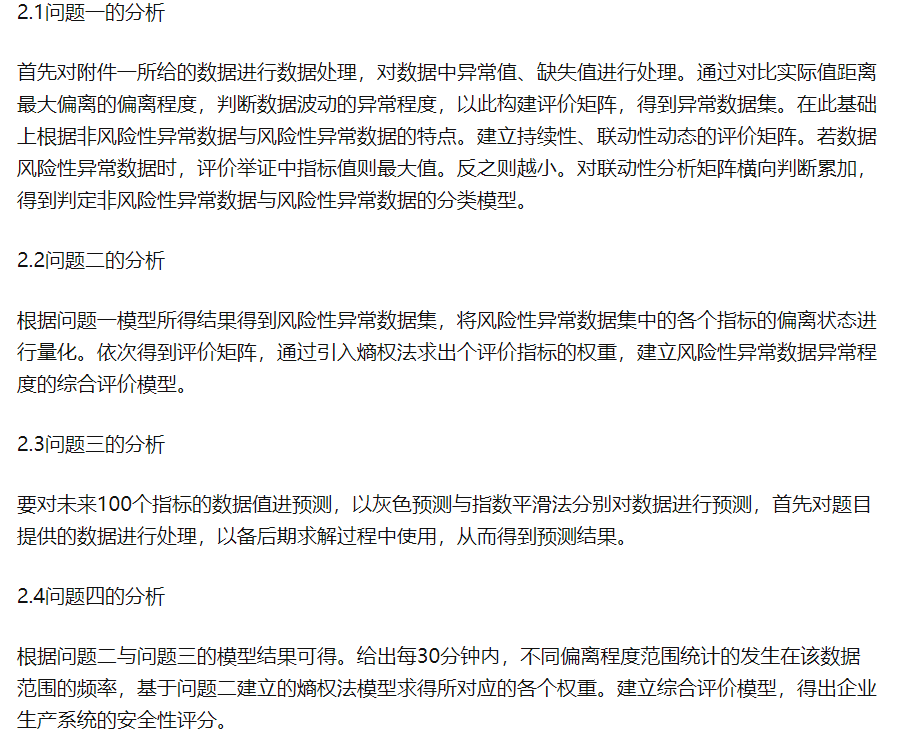 2.1问题一的分析
首先对附件一所给的数据进行数据处理，对数据中异常值、缺失值进行处理。通过对比实际值距离
最大偏离的偏离程度，判断数据波动的异常程度，以此构建评价矩阵，得到异常数据集。在此基础
上根据非风险性异常数据与风险性异常数据的特点。建立持续性、联动性动态的评价矩阵。若数据
风险性异常数据时，评价举证中指标值则最大值。反之则越小。对联动性分析矩阵横向判断累加，
得到判定非风险性异常数据与风险性异常数据的分类模型。
2.2问题二的分析
根据问题一模型所得结果得到风险性异常数据集，将风险性异常数据集中的各个指标的偏离状态进
行量化。依次得到评价矩阵，通过引入熵权法求出个评价指标的权重，建立风险性异常数据异常程
度的综合评价模型。
2.3问题三的分析
要对未来100个指标的数据值进预测，以灰色预测与指数平滑法分别对数据进行预测，首先对题目
提供的数据进行处理，以备后期求解过程中使用，从而得到预测结果。
2.4问题四的分析
根据问题二与问题三的模型结果可得。给出每30分钟内，不同偏离程度范围统计的发生在该数据
范围的频率，基于问题二建立的熵权法模型求得所对应的各个权重。建立综合评价模型，得出企业
生产系统的安全性评分。